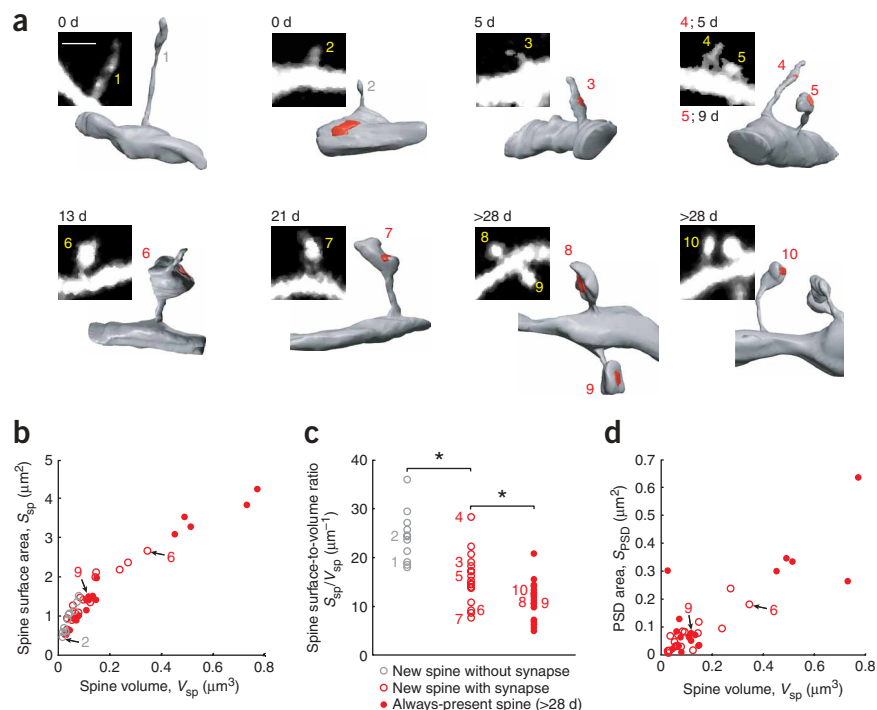 a
0 d
1
1
0 d
2
2
5 d
3
3
4; 5 d
4
5
4
5
5; 9 d
13 d
6
6
21 d
7
7
>28 d
8
9
8
9
>28 d
10
10
b
Spine surface area, Ssp (μm2)
5
4
3
2
1
0
9
6
2
0 0.2 0.4 0.6 0.8
Spine volume, Vsp (μm3)
c
Spine surface-to-volume ratio
Ssp/Vsp (μm−1)
40
30
20
10
0
*
*
2
1
4
3
5
7
6
10
8
9
New spine without synapse
New spine with synapse
Always-present spine (>28 d)
d
PSD area, SPSD (μm2)
0.7
0.6
0.5
0.4
0.3
0.2
0.1
0
9
6
0 0.2 0.4 0.6 0.8
Spine volume, Vsp (μm3)